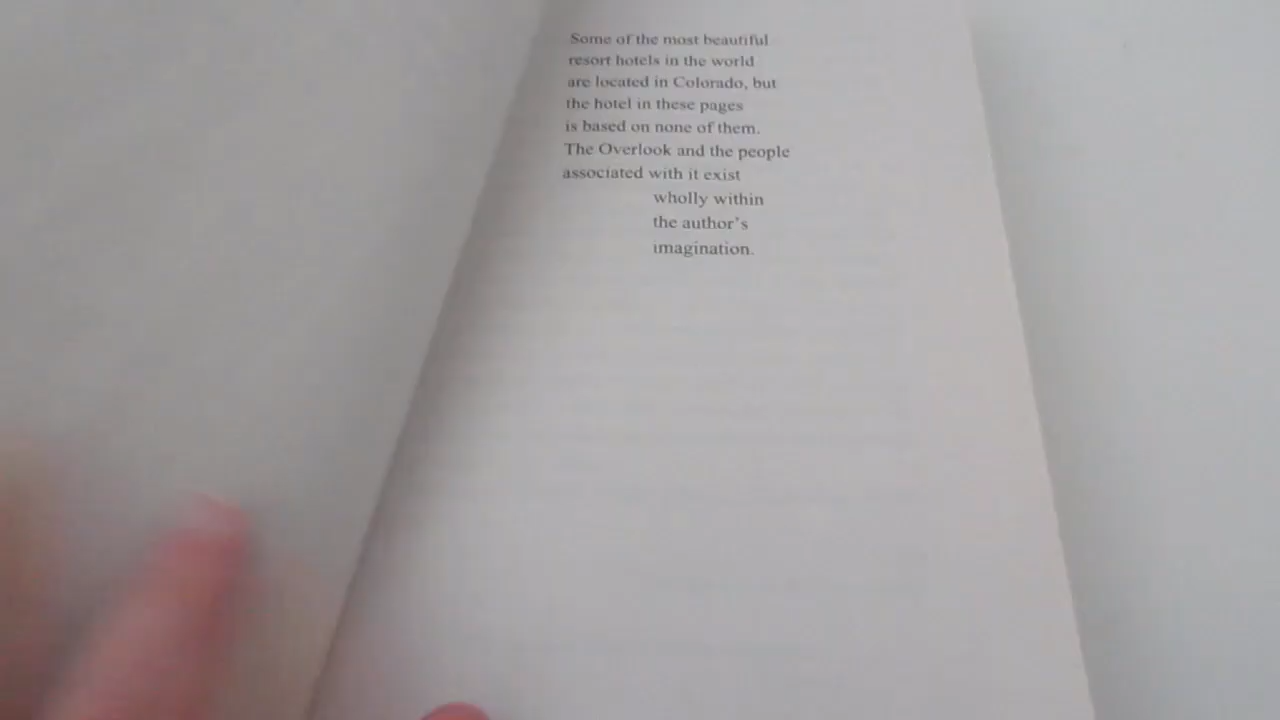 Some of the most beautiful
resort hotels in the world
are located in Colorado, but
the hotel in these pages
is based on none of them.
The Overlook and the people
associated with it exist
wholly within
the author's
imagination.